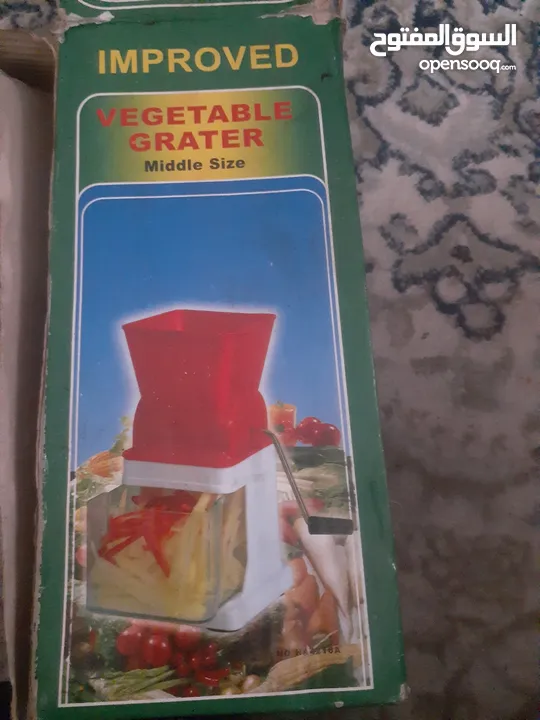 السوق المفتوح
opensooq.com
IMPROVED
VEGETABLE
GRATER
Middle Size